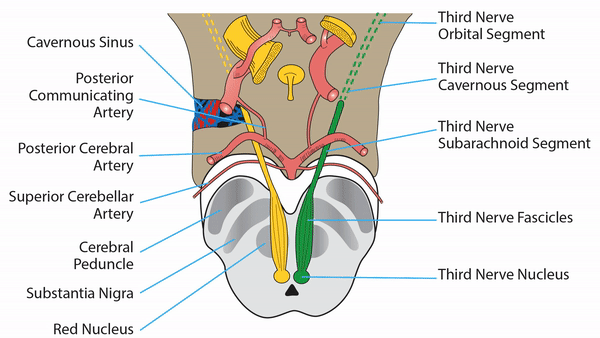 Cavernous Sinus
Posterior
Communicating
Artery
Posterior Cerebral
Artery
Superior Cerebellar
Artery
Cerebral
Peduncle
Substantia Nigra
Red Nucleus
Third Nerve
Orbital Segment
Third Nerve
Cavernous Segment
Third Nerve
Subarachnoid Segment
Third Nerve Fascicles
Third Nerve Nucleus